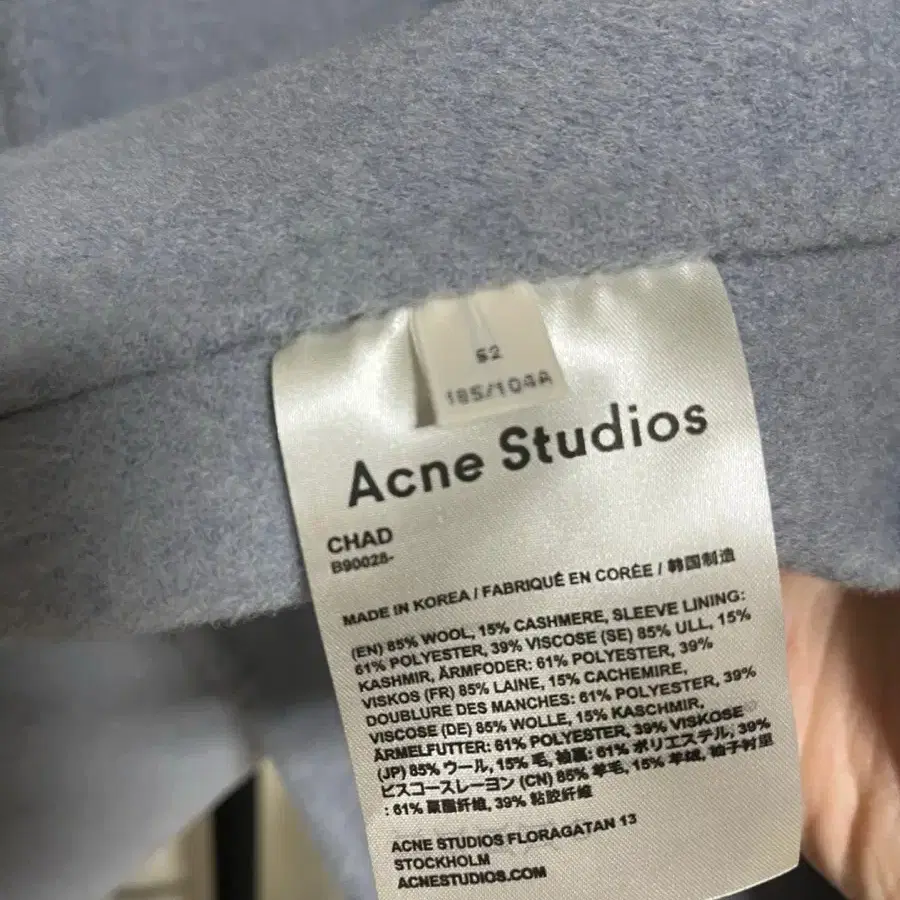 52
185/104A
Acne Studios
CHAD
B90028-
MADE IN KOREA / FABRIQUÉ EN CORÉE / 韩国制造
(EN) 85% WOOL, 15% CASHMERE, SLEEVE LINING:
61% POLYESTER, 39% VISCOSE (SE) 85% ULL, 15%
KASHMIR, ÄRMFODER: 61% POLYESTER, 39%
VISKOS (FR) 85% LAINE, 15% CACHEMIRE,
DOUBLURE DES MANCHES: 61% POLYESTER, 39%
VISCOSE (DE) 85% WOLLE, 15% KASCHMIR,
ÄRMELFUTTER: 61% POLYESTER, 39% VISKOSE
(JP) 85% ウール, 15% 毛, 袖裏: 61% ポリエステル, 39%
ビスコースレーヨン (CN) 85% 羊毛, 15% 羊绒, 袖子衬里
: 61% 聚酯纤维, 39% 粘胶纤维
ACNE STUDIOS FLORAGATAN 13
STOCKHOLM
ACNESTUDIOS.COM